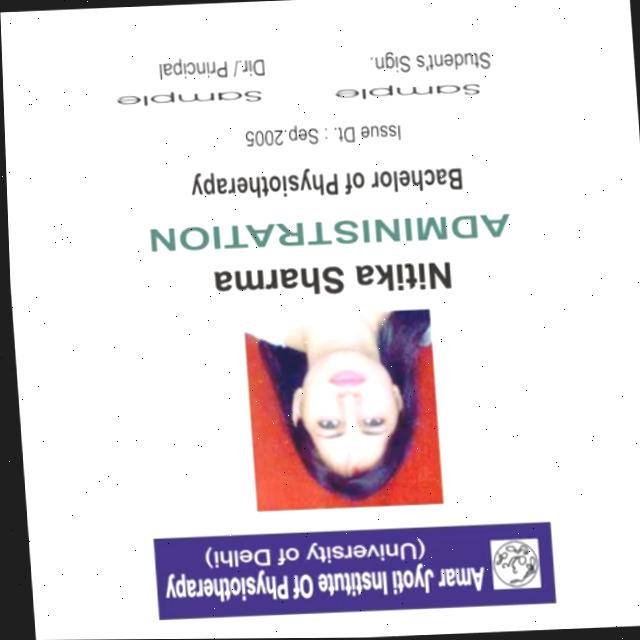 Amar Jyoti Institute Of Physiotherapy
(University of Delhi)
Nitika Sharma
ADMINISTRATION
Bachelor of Physiotherapy
Issue Dt. : Sep.2005
Sample Sample
Student's Sign. Dir./ Principal